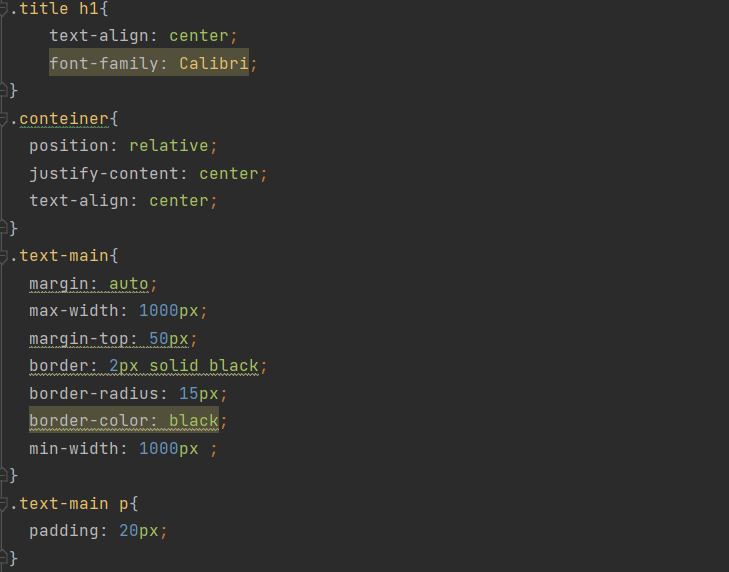 .title h1{
text-align: center;
font-family: Calibri;
}
.conteiner{
position: relative;
justify-content: center;
text-align: center;
}
.text-main{
margin: auto;
max-width: 1000px;
margin-top: 50px;
border: 2px solid black;
border-radius: 15px;
border-color: black;
min-width: 1000px ;
}
.text-main p{
padding: 20px;
}